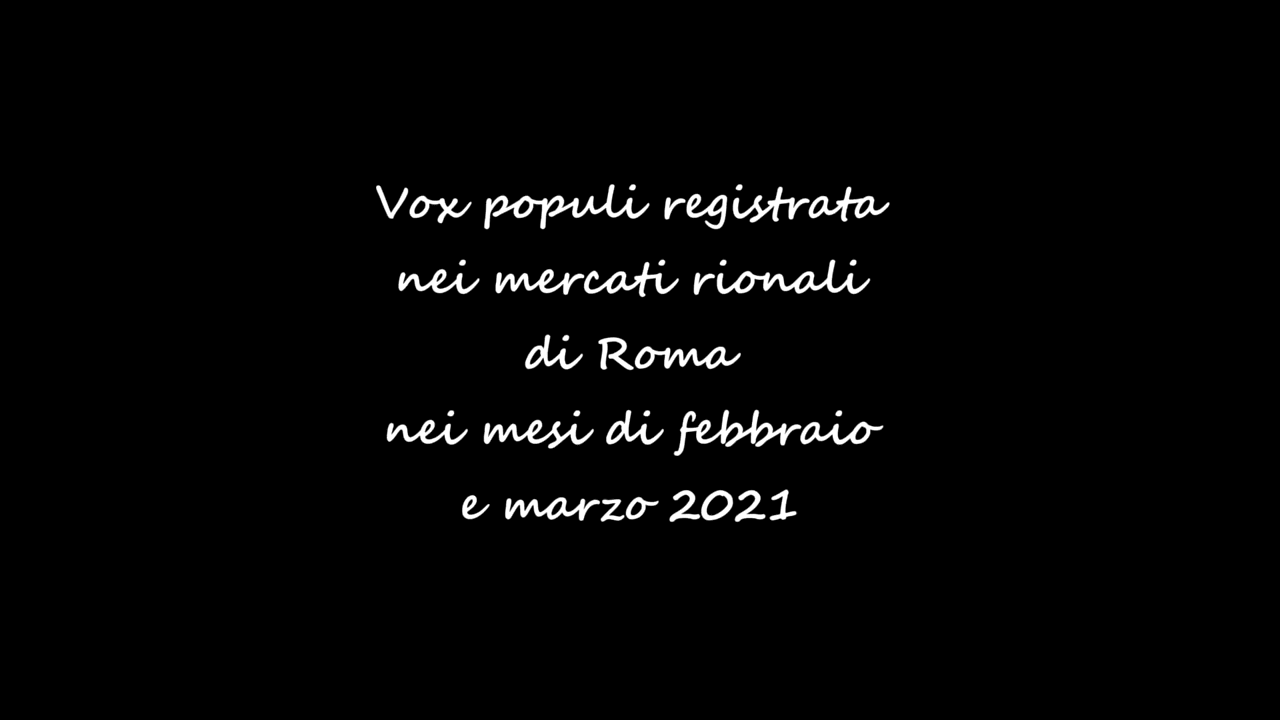 Vox populi registrata
nei mercati rionali
di Roma
nei mesi di febbraio
e marzo 2021